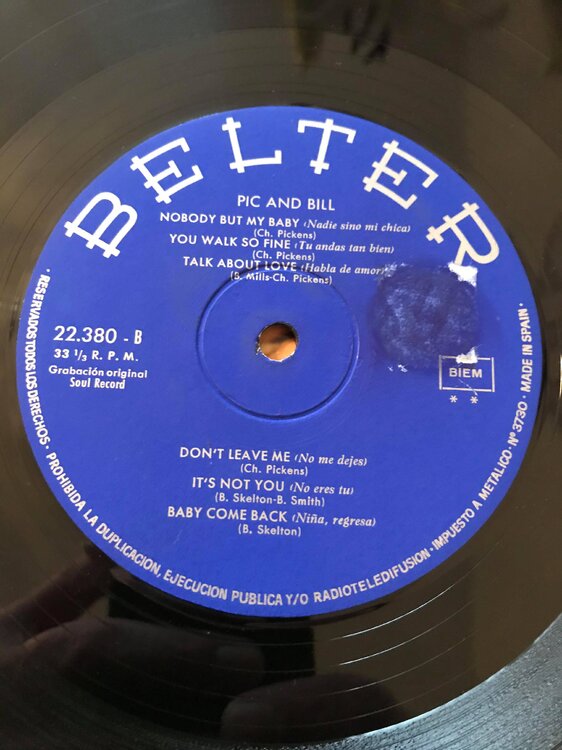 BELTER
PIC AND BILL
NOBODY BUT MY BABY (Nadie sino mi chica)
(Ch. Pickens)
YOU WALK SO FINE (Tu andas tan bien)
(Ch. Pickens)
TALK ABOUT LOVE (Habla de amor)
(B. Mills-Ch. Pickens)
22.380 - B
33 1/3 R. P. M.
Grabación original
Soul Record
BIEM
* *
DON'T LEAVE ME (No me dejes)
(Ch. Pickens)
IT'S NOT YOU (No eres tu)
(B. Skelton-B. Smith)
BABY COME BACK (Niña, regresa)
(B. Skelton)
· RESERVADOS TODOS LOS DERECHOS · PROHIBIDA LA DUPLICACION, EJECUCION PUBLICA Y/O RADIOTELEDIFUSION · IMPUESTO A METALICO · Nº 3730 · MADE IN SPAIN ·